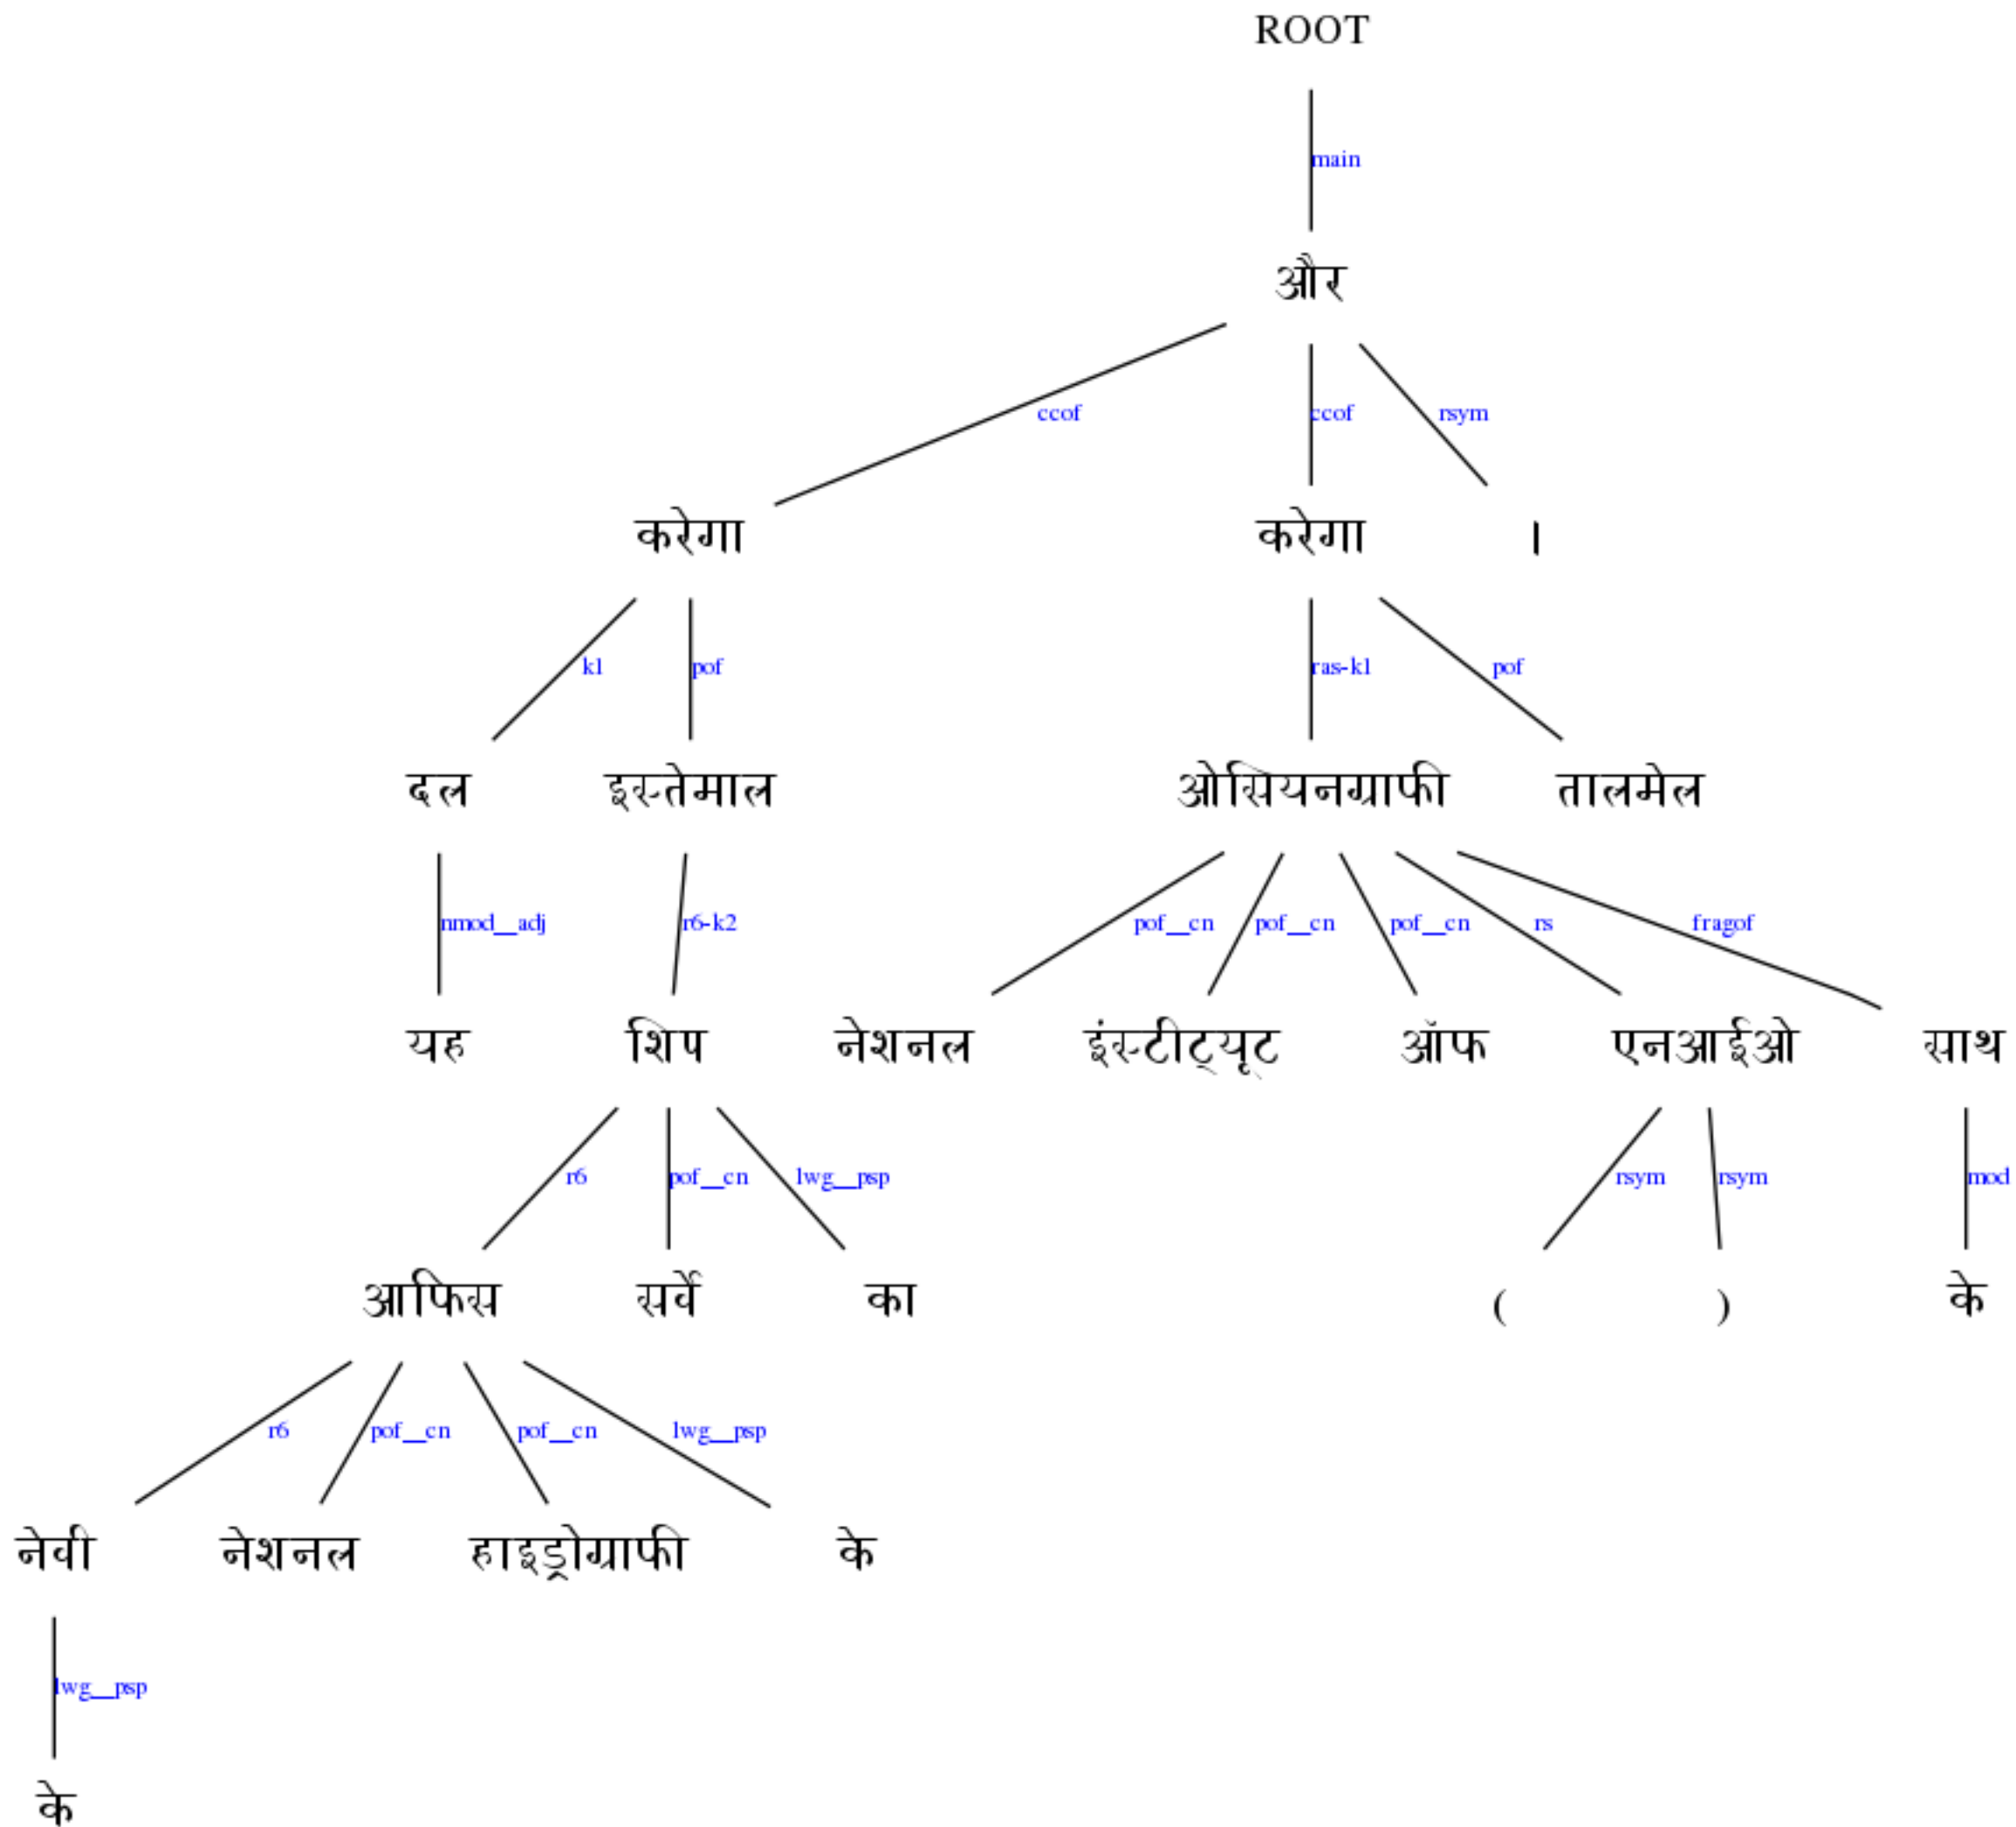 ROOT
main
और
ccof ccof rsym
करेगा करेगा ।
k1 pof ras-k1 pof
दल इस्तेमाल ओसियनग्राफी तालमेल
nmod__adj r6-k2 pof__cn pof__cn pof__cn rs fragof
यह शिप नेशनल इंस्टीट्यूट ऑफ एनआईओ साथ
r6 pof__cn lwg__psp rsym rsym mod
आफिस सर्वे का ( ) के
r6 pof__cn pof__cn lwg__psp
नेवी नेशनल हाइड्रोग्राफी के
lwg__psp
के